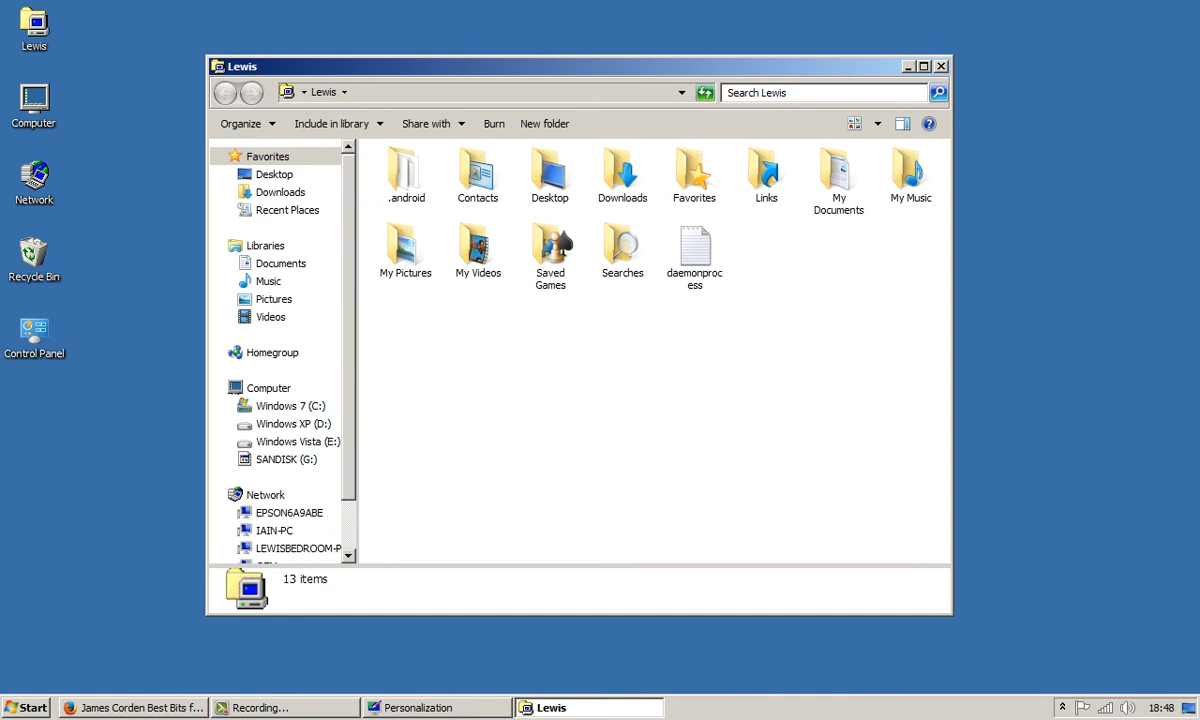 Lewis
Computer
Network
Recycle Bin
Control Panel
Lewis
Lewis
Search Lewis
Organize
Include in library
Share with
Burn
New folder
Favorites
Desktop
Downloads
Recent Places
Libraries
Documents
Music
Pictures
Videos
Homegroup
Computer
Windows 7 (C:)
Windows XP (D:)
Windows Vista (E:)
SANDISK (G:)
Network
EPSON6A9ABE
IAIN-PC
LEWISBEDROOM-P
.android
Contacts
Desktop
Downloads
Favorites
Links
My
Documents
My Music
My Pictures
My Videos
Saved
Games
Searches
daemonproc
ess
13 items
Start
James Corden Best Bits f...
Recording...
Personalization
Lewis
18:48